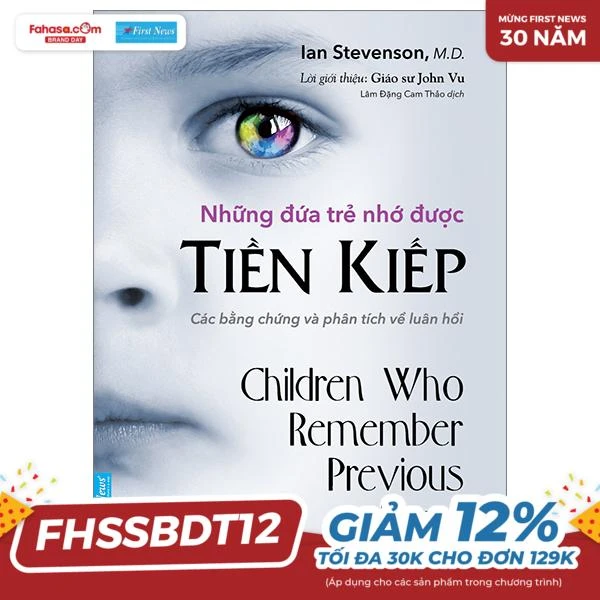 Fahasa.com
BRAND DAY
First News
MỪNG FIRST NEWS
30 NĂM
Ian Stevenson, M.D.
Lời giới thiệu: Giáo sư John Vu
Lâm Đặng Cam Thảo dịch
Những đứa trẻ nhớ được
TIỀN KIẾP
Các bằng chứng và phân tích về luân hồi
Children Who
Remember
Previous
News
FHSSBDT12
GIẢM 12%
TỐI ĐA 30K CHO ĐƠN 129K
(Áp dụng cho các sản phẩm trong chương trình)